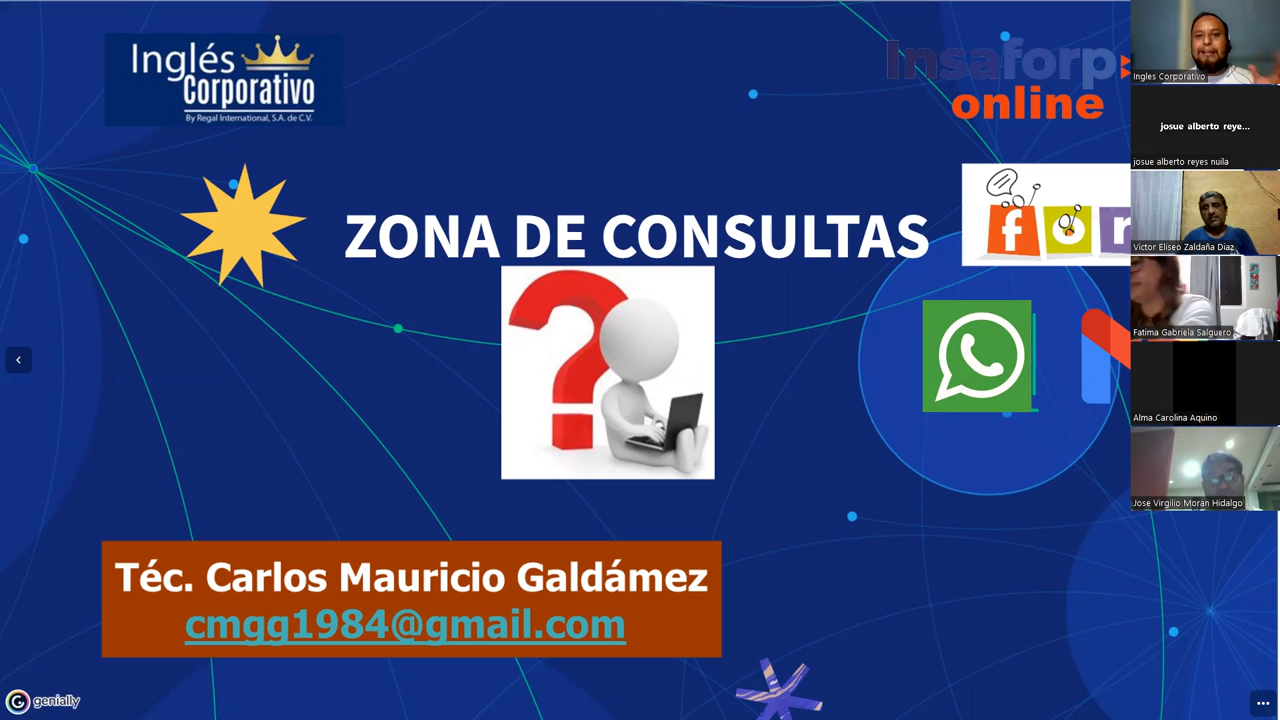 Inglés
Corporativo
By Regal International, S.A. de C.V.
Insaforp
online
ZONA DE CONSULTAS
for
Téc. Carlos Mauricio Galdámez
cmgg1984@gmail.com
genially
Ingles Corporativo
josue alberto reye...
josue alberto reyes nuila
Victor Eliseo Zaldaña Diaz
Fatima Gabriela Salguero
Alma Carolina Aquino
Jose Virgilio Moran Hidalgo